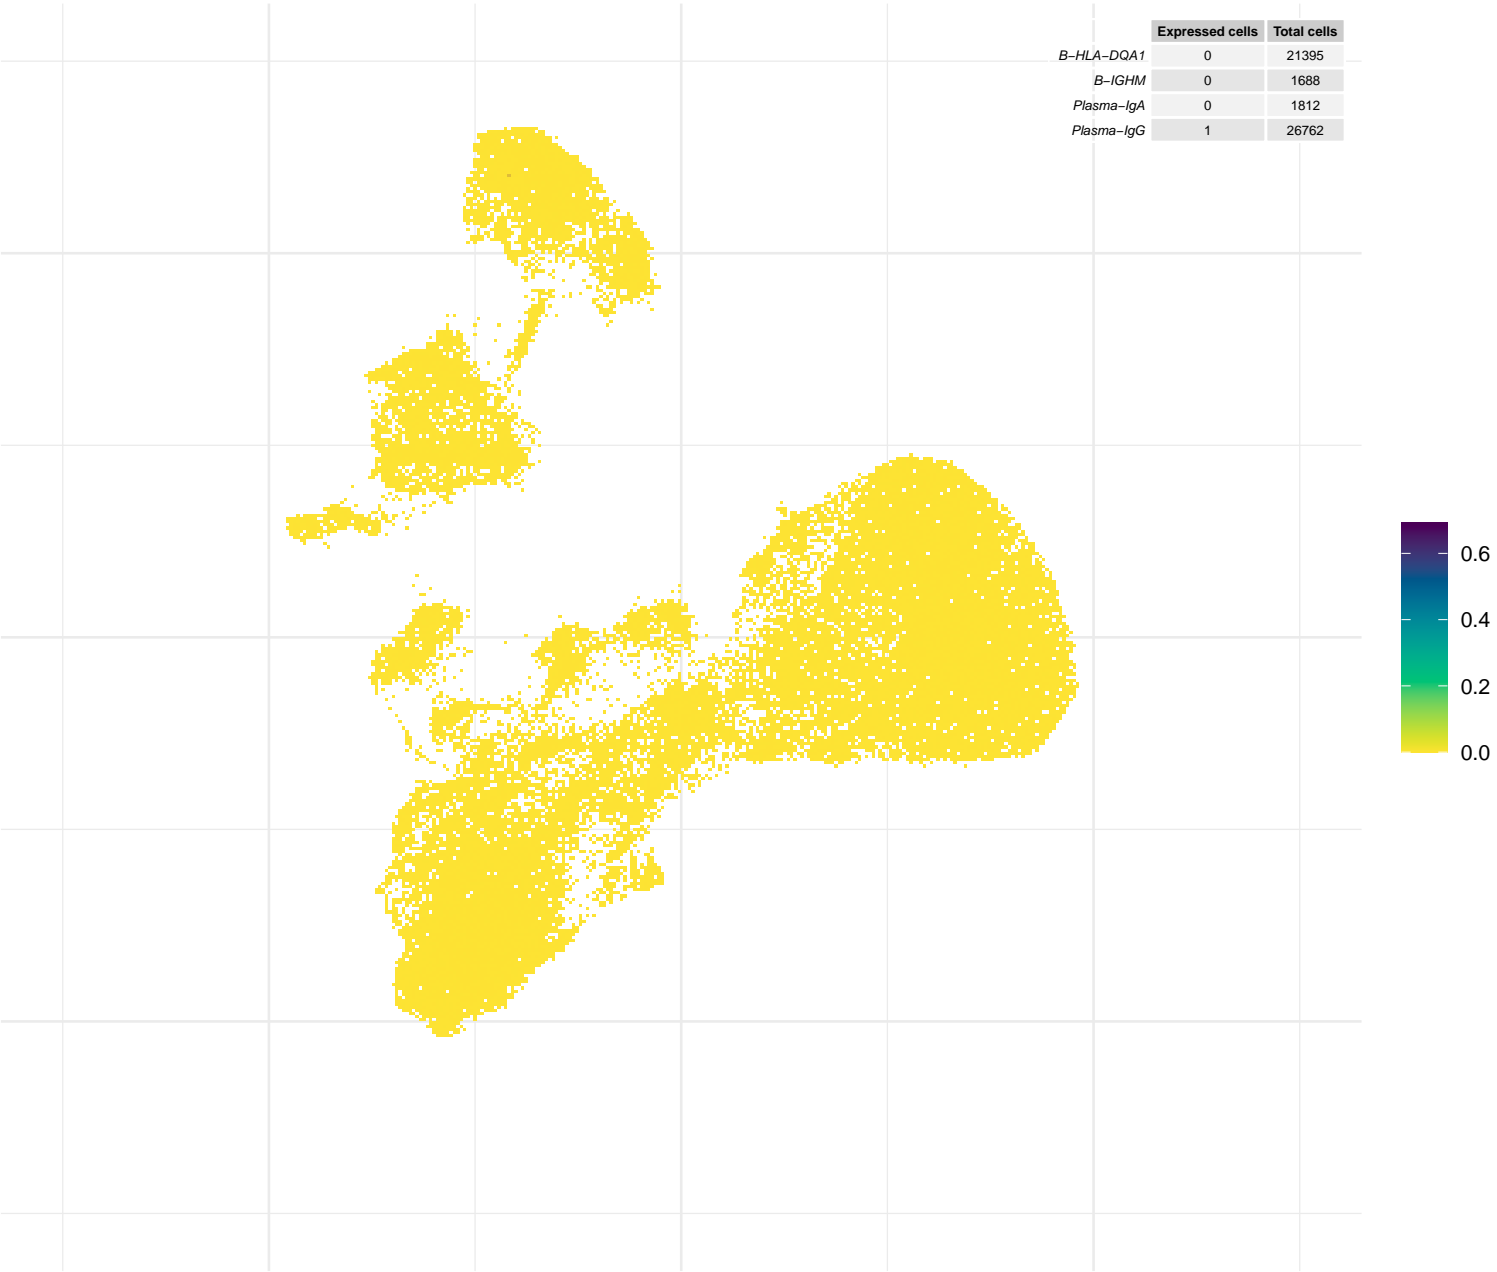 Expressed cells Total cells
B−HLA−DQA1 0 21395
B−IGHM 0 1688
Plasma−IgA 0 1812
Plasma−IgG 1 26762
0.6
0.4
0.2
0.0